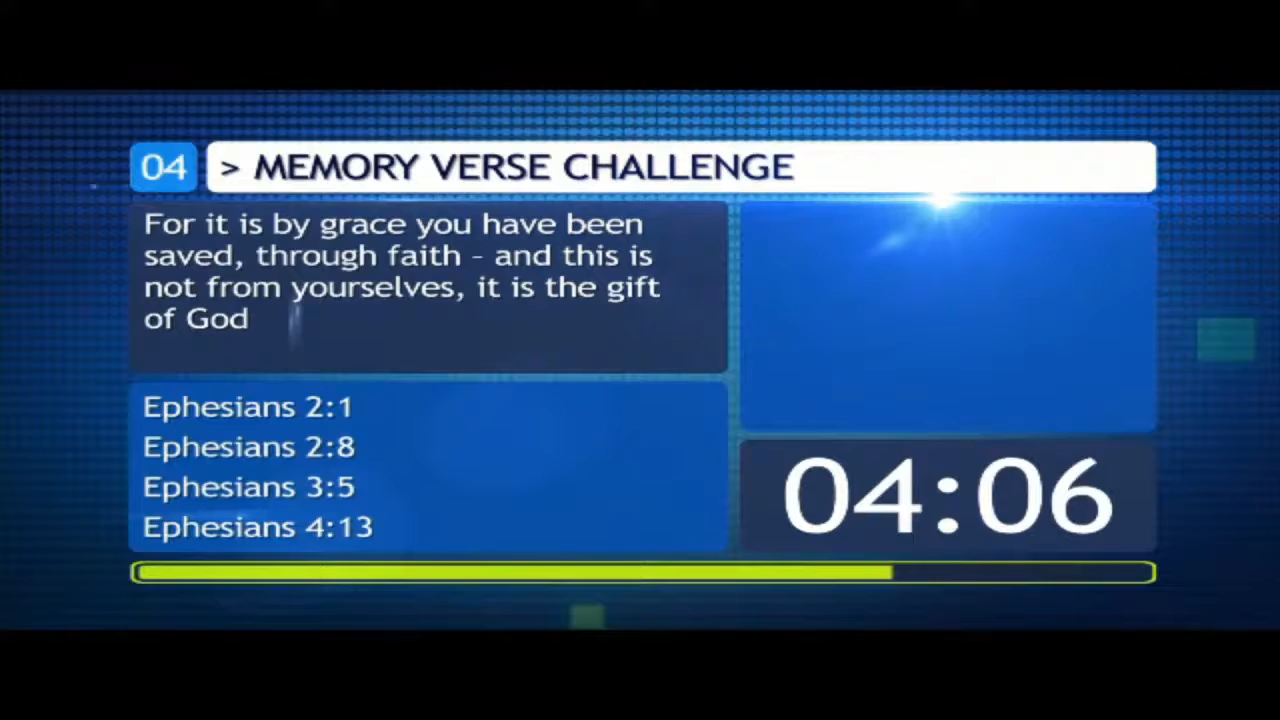 04 > MEMORY VERSE CHALLENGE
For it is by grace you have been
saved, through faith - and this is
not from yourselves, it is the gift
of God
Ephesians 2:1
Ephesians 2:8
Ephesians 3:5
Ephesians 4:13
04:06